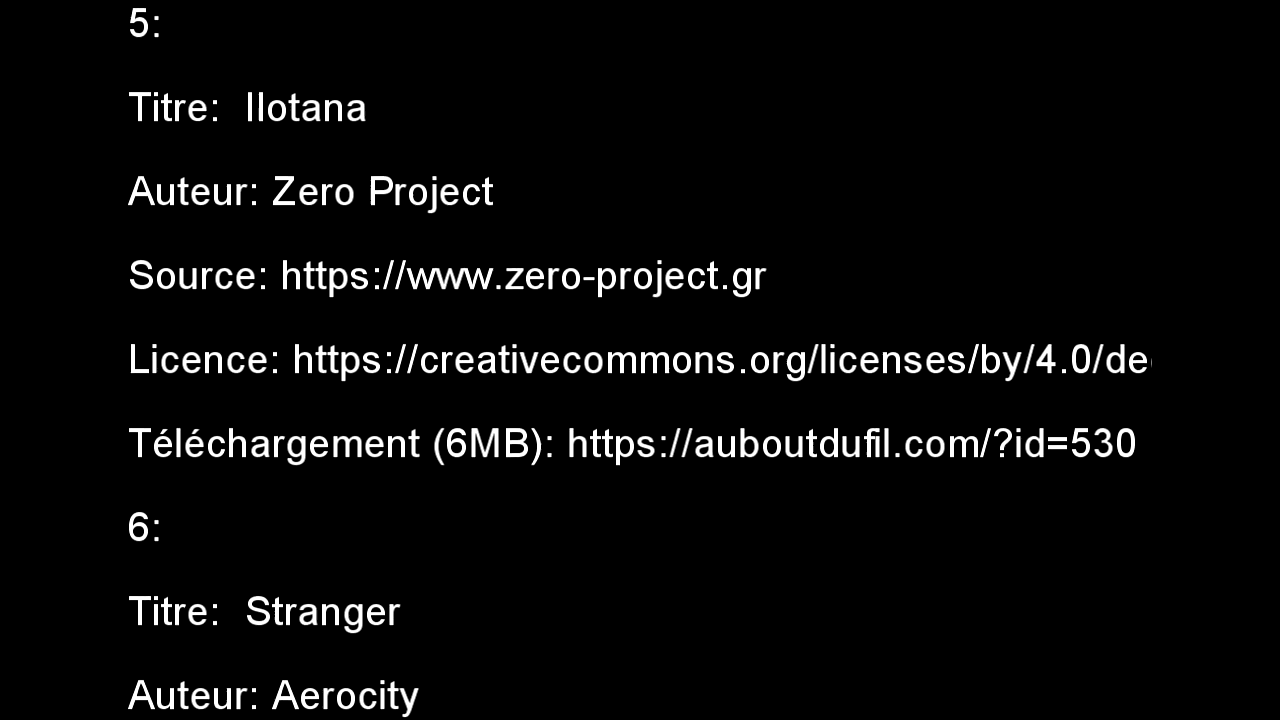 5:
Titre:  Ilotana
Auteur: Zero Project
Source: https://www.zero-project.gr
Licence: https://creativecommons.org/licenses/by/4.0/de
Téléchargement (6MB): https://auboutdufil.com/?id=530
6:
Titre:  Stranger
Auteur: Aerocity